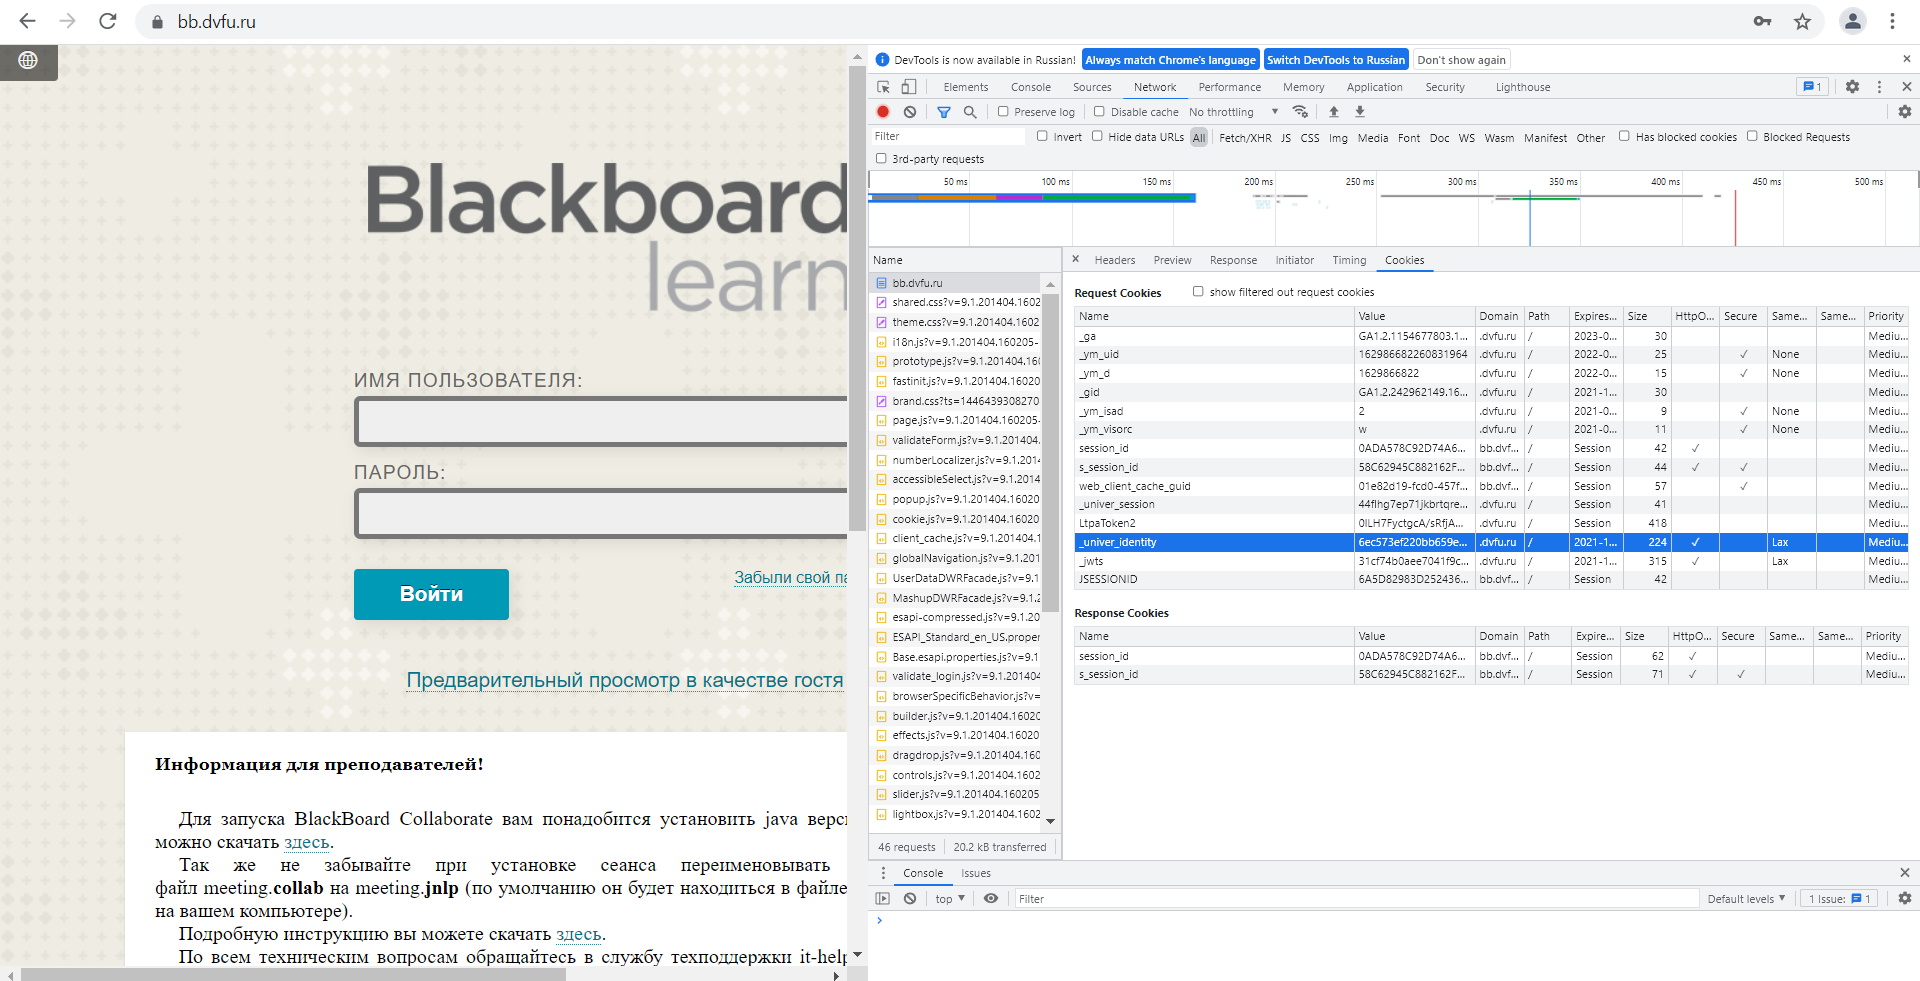 bb.dvfu.ru
Blackboard
learn
ИМЯ ПОЛЬЗОВАТЕЛЯ:
ПАРОЛЬ:
Войти
Забыли свой
Предварительный просмотр в качестве гостя
Информация для преподавателей!
Для запуска BlackBoard Collaborate вам понадобится установить java
можно скачать здесь.
Так же не забывайте при установке сеанса переименовывать
файл meeting.collab на meeting.jnlp (по умолчанию он будет находиться в файле
на вашем компьютере).
Подробную инструкцию вы можете скачать здесь.
По всем техническим вопросам обращайтесь в службу техподдержки it-help
DevTools is now available in Russian! Always match Chrome's language Switch DevTools to Russian Don't show again
Elements Console Sources Network Performance Memory Application Security Lighthouse 1
Preserve log Disable cache No throttling
Filter Invert Hide data URLs All Fetch/XHR JS CSS Img Media Font Doc WS Wasm Manifest Other Has blocked cookies Blocked Requests
3rd-party requests
50 ms 100 ms 150 ms 200 ms 250 ms 300 ms 350 ms 400 ms 450 ms 500 ms
Name
bb.dvfu.ru
shared.css?v=9.1.201404.1602
theme.css?v=9.1.201404.1602
i18n.js?v=9.1.201404.160205-
prototype.js?v=9.1.201404.160
fastinit.js?v=9.1.201404.16020
brand.css?ts=1446439308270
page.js?v=9.1.201404.160205-
validateForm.js?v=9.1.201404.
numberLocalizer.js?v=9.1.2014
accessibleSelect.js?v=9.1.2014
popup.js?v=9.1.201404.16020
cookie.js?v=9.1.201404.16020
client_cache.js?v=9.1.201404.1
globalNavigation.js?v=9.1.201
UserDataDWRFacade.js?v=9.1
MashupDWRFacade.js?v=9.1.2
esapi-compressed.js?v=9.1.20
ESAPI_Standard_en_US.proper
Base.esapi.properties.js?v=9.1
validate_login.js?v=9.1.201404
browserSpecificBehavior.js?v=
builder.js?v=9.1.201404.16020
effects.js?v=9.1.201404.16020
dragdrop.js?v=9.1.201404.160
controls.js?v=9.1.201404.1602
slider.js?v=9.1.201404.160205
lightbox.js?v=9.1.201404.1602
46 requests 20.2 kB transferred
Headers Preview Response Initiator Timing Cookies
Request Cookies show filtered out request cookies
Name Value Domain Path Expires... Size HttpO... Secure Same... Same... Priority
_ga GA1.2.1154677803.1... .dvfu.ru / 2023-0... 30 Mediu...
_ym_uid 162986682260831964 .dvfu.ru / 2022-0... 25 ✓ None Mediu...
_ym_d 1629866822 .dvfu.ru / 2022-0... 15 ✓ None Mediu...
_gid GA1.2.242962149.16... .dvfu.ru / 2021-1... 30 Mediu...
_ym_isad 2 .dvfu.ru / 2021-0... 9 ✓ None Mediu...
_ym_visorc w .dvfu.ru / 2021-0... 11 ✓ None Mediu...
session_id 0ADA578C92D74A6... bb.dvf... / Session 42 ✓ Mediu...
s_session_id 58C62945C882162F... bb.dvf... / Session 44 ✓ ✓ Mediu...
web_client_cache_guid 01e82d19-fcd0-457f... bb.dvf... / Session 57 ✓ Mediu...
_univer_session 44flhg7ep71jkbrtqre... .dvfu.ru / Session 41 Mediu...
LtpaToken2 0ILH7FyctgcA/sRfjA... .dvfu.ru / Session 418 Mediu...
_univer_identity 6ec573ef220bb659e... .dvfu.ru / 2021-1... 224 ✓ Lax Mediu...
_jwts 31cf74b0aee7041f9c... .dvfu.ru / 2021-1... 315 ✓ Lax Mediu...
JSESSIONID 6A5D82983D252436... bb.dvf... / Session 42 Mediu...
Response Cookies
Name Value Domain Path Expire... Size HttpO... Secure Same... Same... Priority
session_id 0ADA578C92D74A6... bb.dvf... / Session 62 ✓ Mediu...
s_session_id 58C62945C882162F... bb.dvf... / Session 71 ✓ ✓ Mediu...
Console Issues
top Filter Default levels 1 Issue: 1